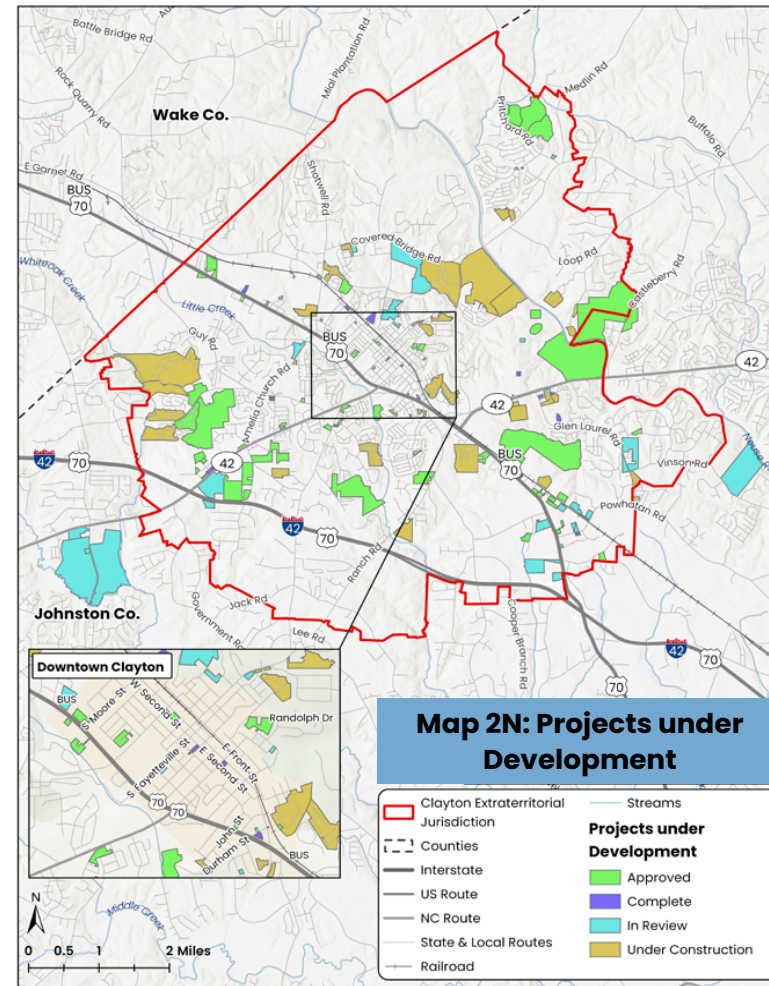 Battle Bridge Rd
Rock Quarry Rd
Mial Plantation Rd
Wake Co.
Medlin Rd
Pritchard Rd
Buffalo Rd
E Garner Rd
BUS
70
Shotwell Rd
Covered Bridge Rd
Loop Rd
Castleberry Rd
Whiteoak Creek
Little Creek
Guy Rd
BUS
70
42
Amelia Church Rd
42
Glen Laurel Rd
BUS
70
Vinson Rd
42
70
42
Powhatan Rd
42
70
Ranch Rd
Johnston Co.
Jack Rd
Government Rd
Lee Rd
Cooper Branch Rd
42
70
70
Downtown Clayton
BUS
S Moore St
W Second St
Randolph Dr
S Fayetteville St
E Second St
E Front St
70
70
John St
Durham St
BUS
Middle Creek
Map 2N: Projects under
Development
Clayton Extraterritorial
Jurisdiction
Counties
Interstate
US Route
NC Route
State & Local Routes
Railroad
Streams
Projects under
Development
Approved
Complete
In Review
Under Construction
N
0 0.5 1 2 Miles